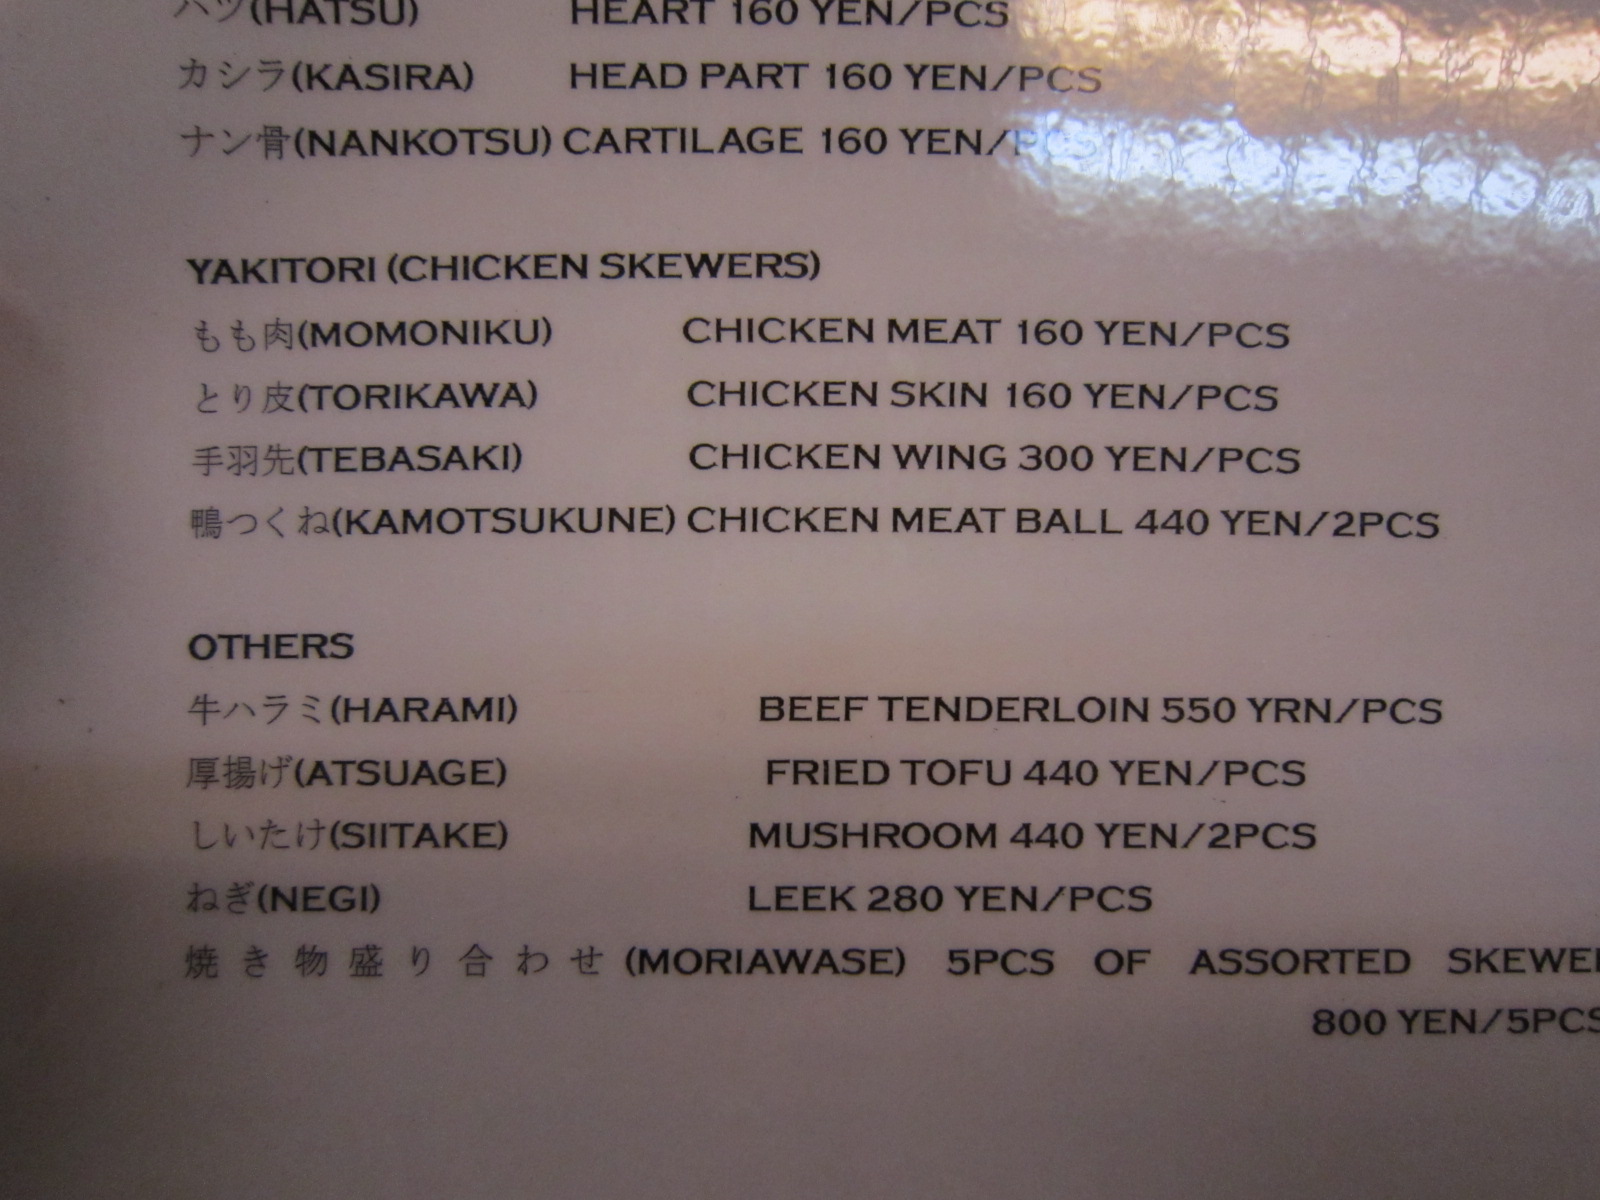 ハツ(HATSU) HEART 160 YEN/PCS
カシラ(KASIRA) HEAD PART 160 YEN/PCS
ナン骨(NANKOTSU) CARTILAGE 160 YEN/PCS
YAKITORI (CHICKEN SKEWERS)
もも肉(MOMONIKU) CHICKEN MEAT 160 YEN/PCS
とり皮(TORIKAWA) CHICKEN SKIN 160 YEN/PCS
手羽先(TEBASAKI) CHICKEN WING 300 YEN/PCS
鴨つくね(KAMOTSUKUNE) CHICKEN MEAT BALL 440 YEN/2PCS
OTHERS
牛ハラミ(HARAMI) BEEF TENDERLOIN 550 YRN/PCS
厚揚げ(ATSUAGE) FRIED TOFU 440 YEN/PCS
しいたけ(SIITAKE) MUSHROOM 440 YEN/2PCS
ねぎ(NEGI) LEEK 280 YEN/PCS
焼き物盛り合わせ(MORIAWASE) 5PCS OF ASSORTED
800 YEN/5PCS